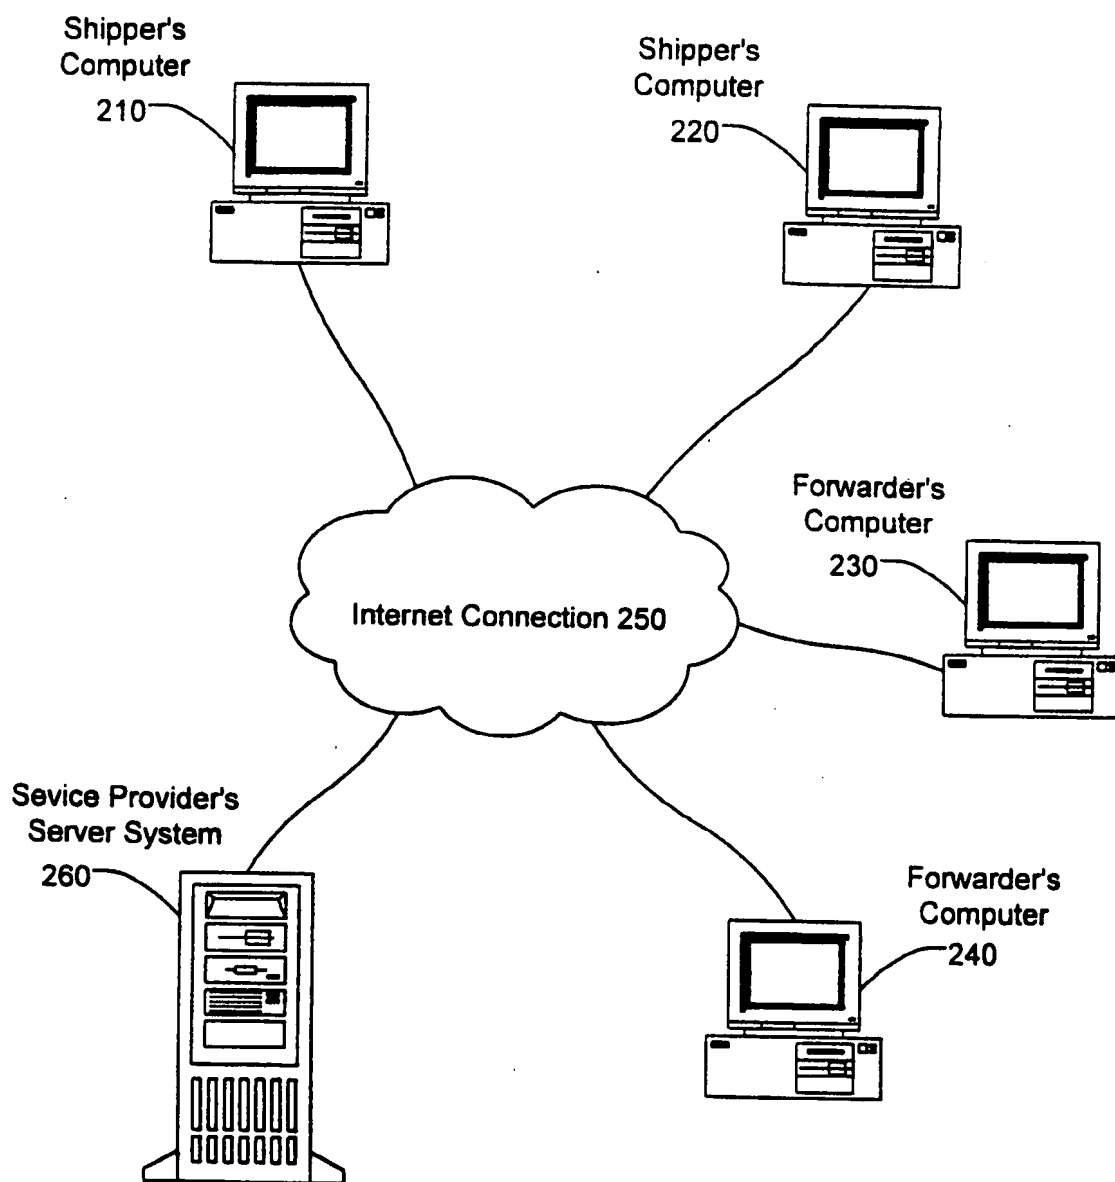 Shipper's
Computer
210
Shipper's
Computer
220
Forwarder's
Computer
230
Internet Connection 250
Sevice Provider's
Server System
260
Forwarder's
Computer
240